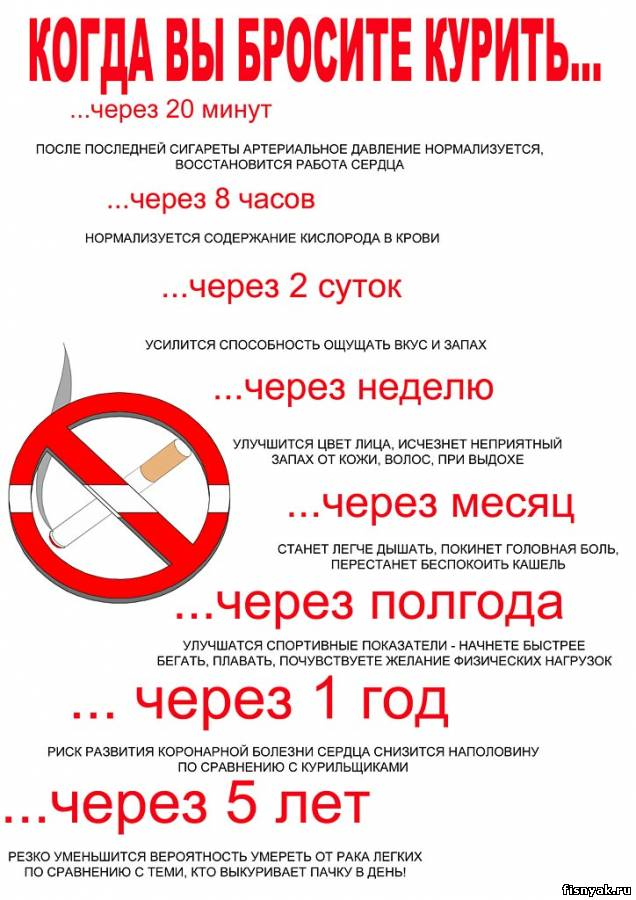 КОГДА ВЫ БРОСИТЕ КУРИТЬ...
...через 20 минут
ПОСЛЕ ПОСЛЕДНЕЙ СИГАРЕТЫ АРТЕРИАЛЬНОЕ ДАВЛЕНИЕ НОРМАЛИЗУЕТСЯ,
ВОССТАНОВИТСЯ РАБОТА СЕРДЦА
...через 8 часов
НОРМАЛИЗУЕТСЯ СОДЕРЖАНИЕ КИСЛОРОДА В КРОВИ
...через 2 суток
УСИЛИТСЯ СПОСОБНОСТЬ ОЩУЩАТЬ ВКУС И ЗАПАХ
...через неделю
УЛУЧШИТСЯ ЦВЕТ ЛИЦА, ИСЧЕЗНЕТ НЕПРИЯТНЫЙ
ЗАПАХ ОТ КОЖИ, ВОЛОС, ПРИ ВЫДОХЕ
...через месяц
СТАНЕТ ЛЕГЧЕ ДЫШАТЬ, ПОКИНЕТ ГОЛОВНАЯ БОЛЬ,
ПЕРЕСТАНЕТ БЕСПОКОИТЬ КАШЕЛЬ
...через полгода
УЛУЧШАТСЯ СПОРТИВНЫЕ ПОКАЗАТЕЛИ - НАЧНЕТЕ БЫСТРЕЕ
БЕГАТЬ, ПЛАВАТЬ, ПОЧУВСТВУЕТЕ ЖЕЛАНИЕ ФИЗИЧЕСКИХ НАГРУЗОК
... через 1 год
РИСК РАЗВИТИЯ КОРОНАРНОЙ БОЛЕЗНИ СЕРДЦА СНИЗИТСЯ НАПОЛОВИНУ
ПО СРАВНЕНИЮ С КУРИЛЬЩИКАМИ
...через 5 лет
РЕЗКО УМЕНЬШИТСЯ ВЕРОЯТНОСТЬ УМЕРЕТЬ ОТ РАКА ЛЕГКИХ
ПО СРАВНЕНИЮ С ТЕМИ, КТО ВЫКУРИВАЕТ ПАЧКУ В ДЕНЬ!
fisnyak.ru